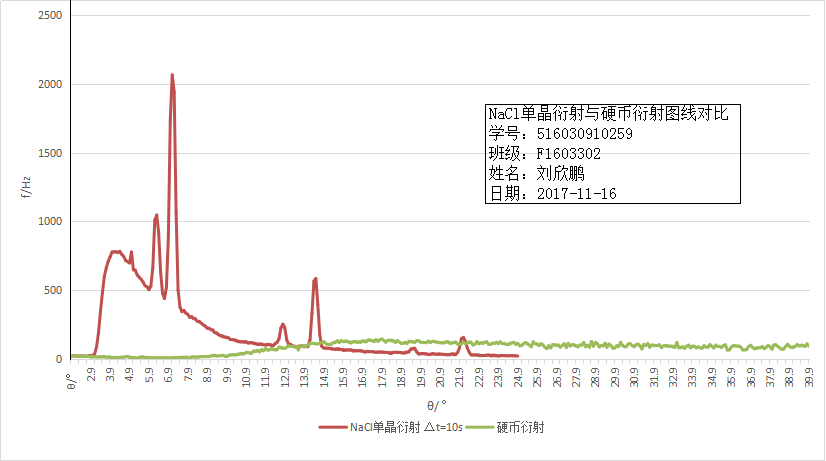 2500
2000
1500
1000
500
0
f/Hz
NaCl单晶衍射与硬币衍射图线对比
学号：516030910259
班级：F1603302
姓名：刘欣鹏
日期：2017-11-16
θ/° 2.9 3.9 4.9 5.9 6.9 7.9 8.9 9.9 10.9 11.9 12.9 13.9 14.9 15.9 16.9 17.9 18.9 19.9 20.9 21.9 22.9 23.9 24.9 25.9 26.9 27.9 28.9 29.9 30.9 31.9 32.9 33.9 34.9 35.9 36.9 37.9 38.9 39.9
θ/ °
NaCl单晶衍射 △t=10s 硬币衍射